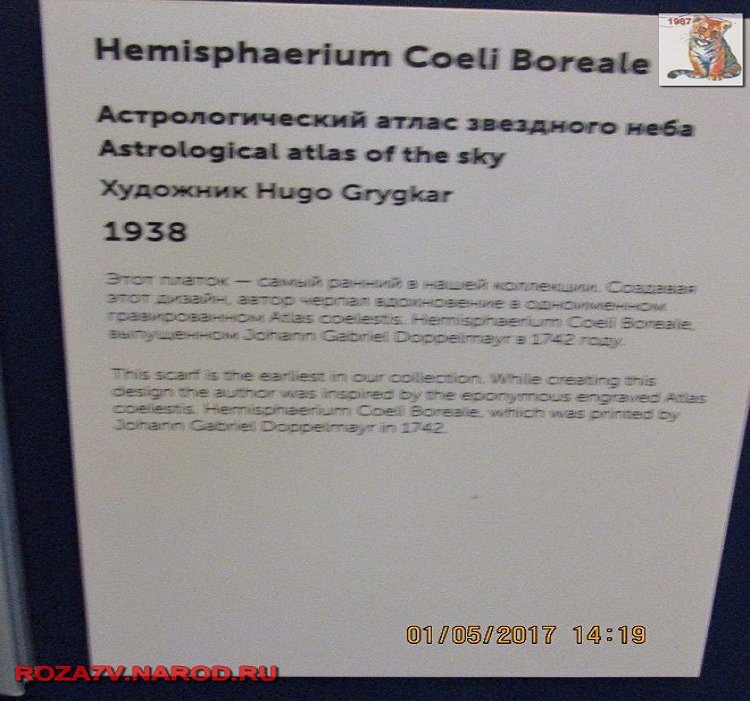 Hemisphaerium Coeli Boreale
1987
Астрологический атлас звездного неба
Astrological atlas of the sky
Художник Hugo Grygkar
1938
Этот платок — самый ранний в нашей коллекции. Создавая
этот дизайн, автор черпал вдохновение в одноименном
гравированном Atlas coelestis. Hemisphaerium Coeli Boreale,
выпущенном Johann Gabriel Doppelmayr в 1742 году.
This scarf is the earliest in our collection. While creating this
design the author was inspired by the eponymous engraved Atlas
coelestis. Hemisphaerium Coeli Boreale, which was printed by
Johann Gabriel Doppelmayr in 1742.
01/05/2017 14:19
ROZA7V.NAROD.RU